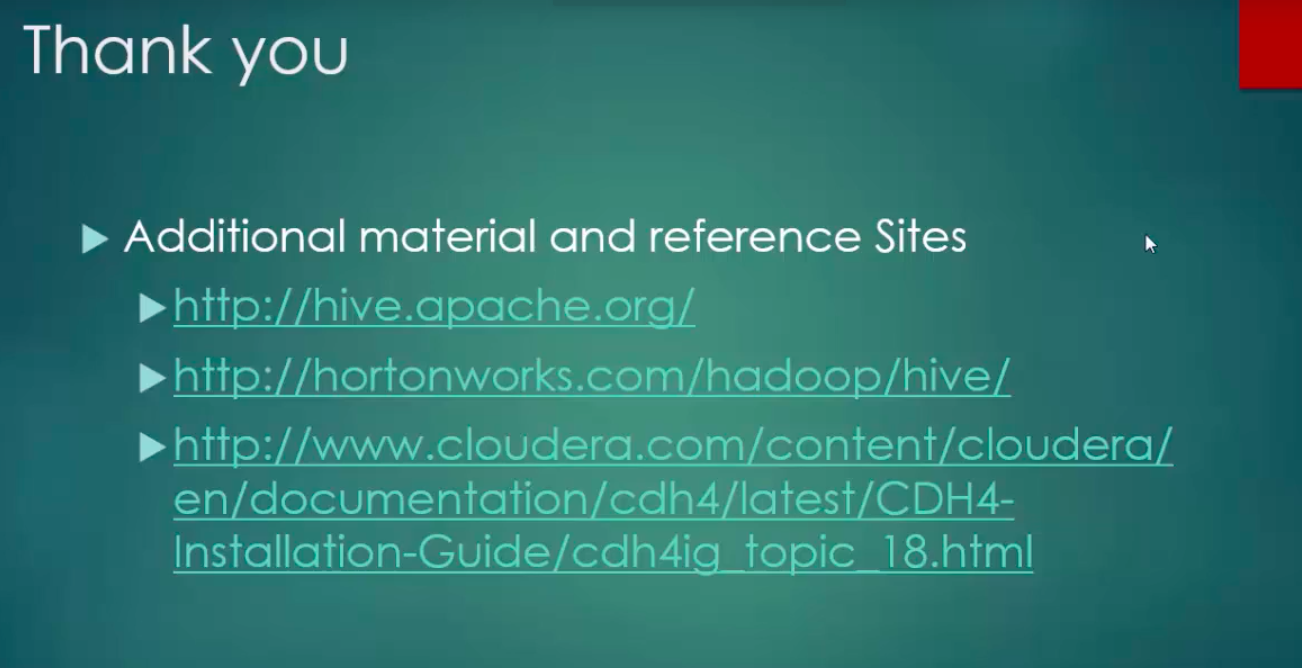 Thank you
Additional material and reference Sites
http://hive.apache.org/
http://hortonworks.com/hadoop/hive/
http://www.cloudera.com/content/cloudera/
en/documentation/cdh4/latest/CDH4-
Installation-Guide/cdh4ig_topic_18.html